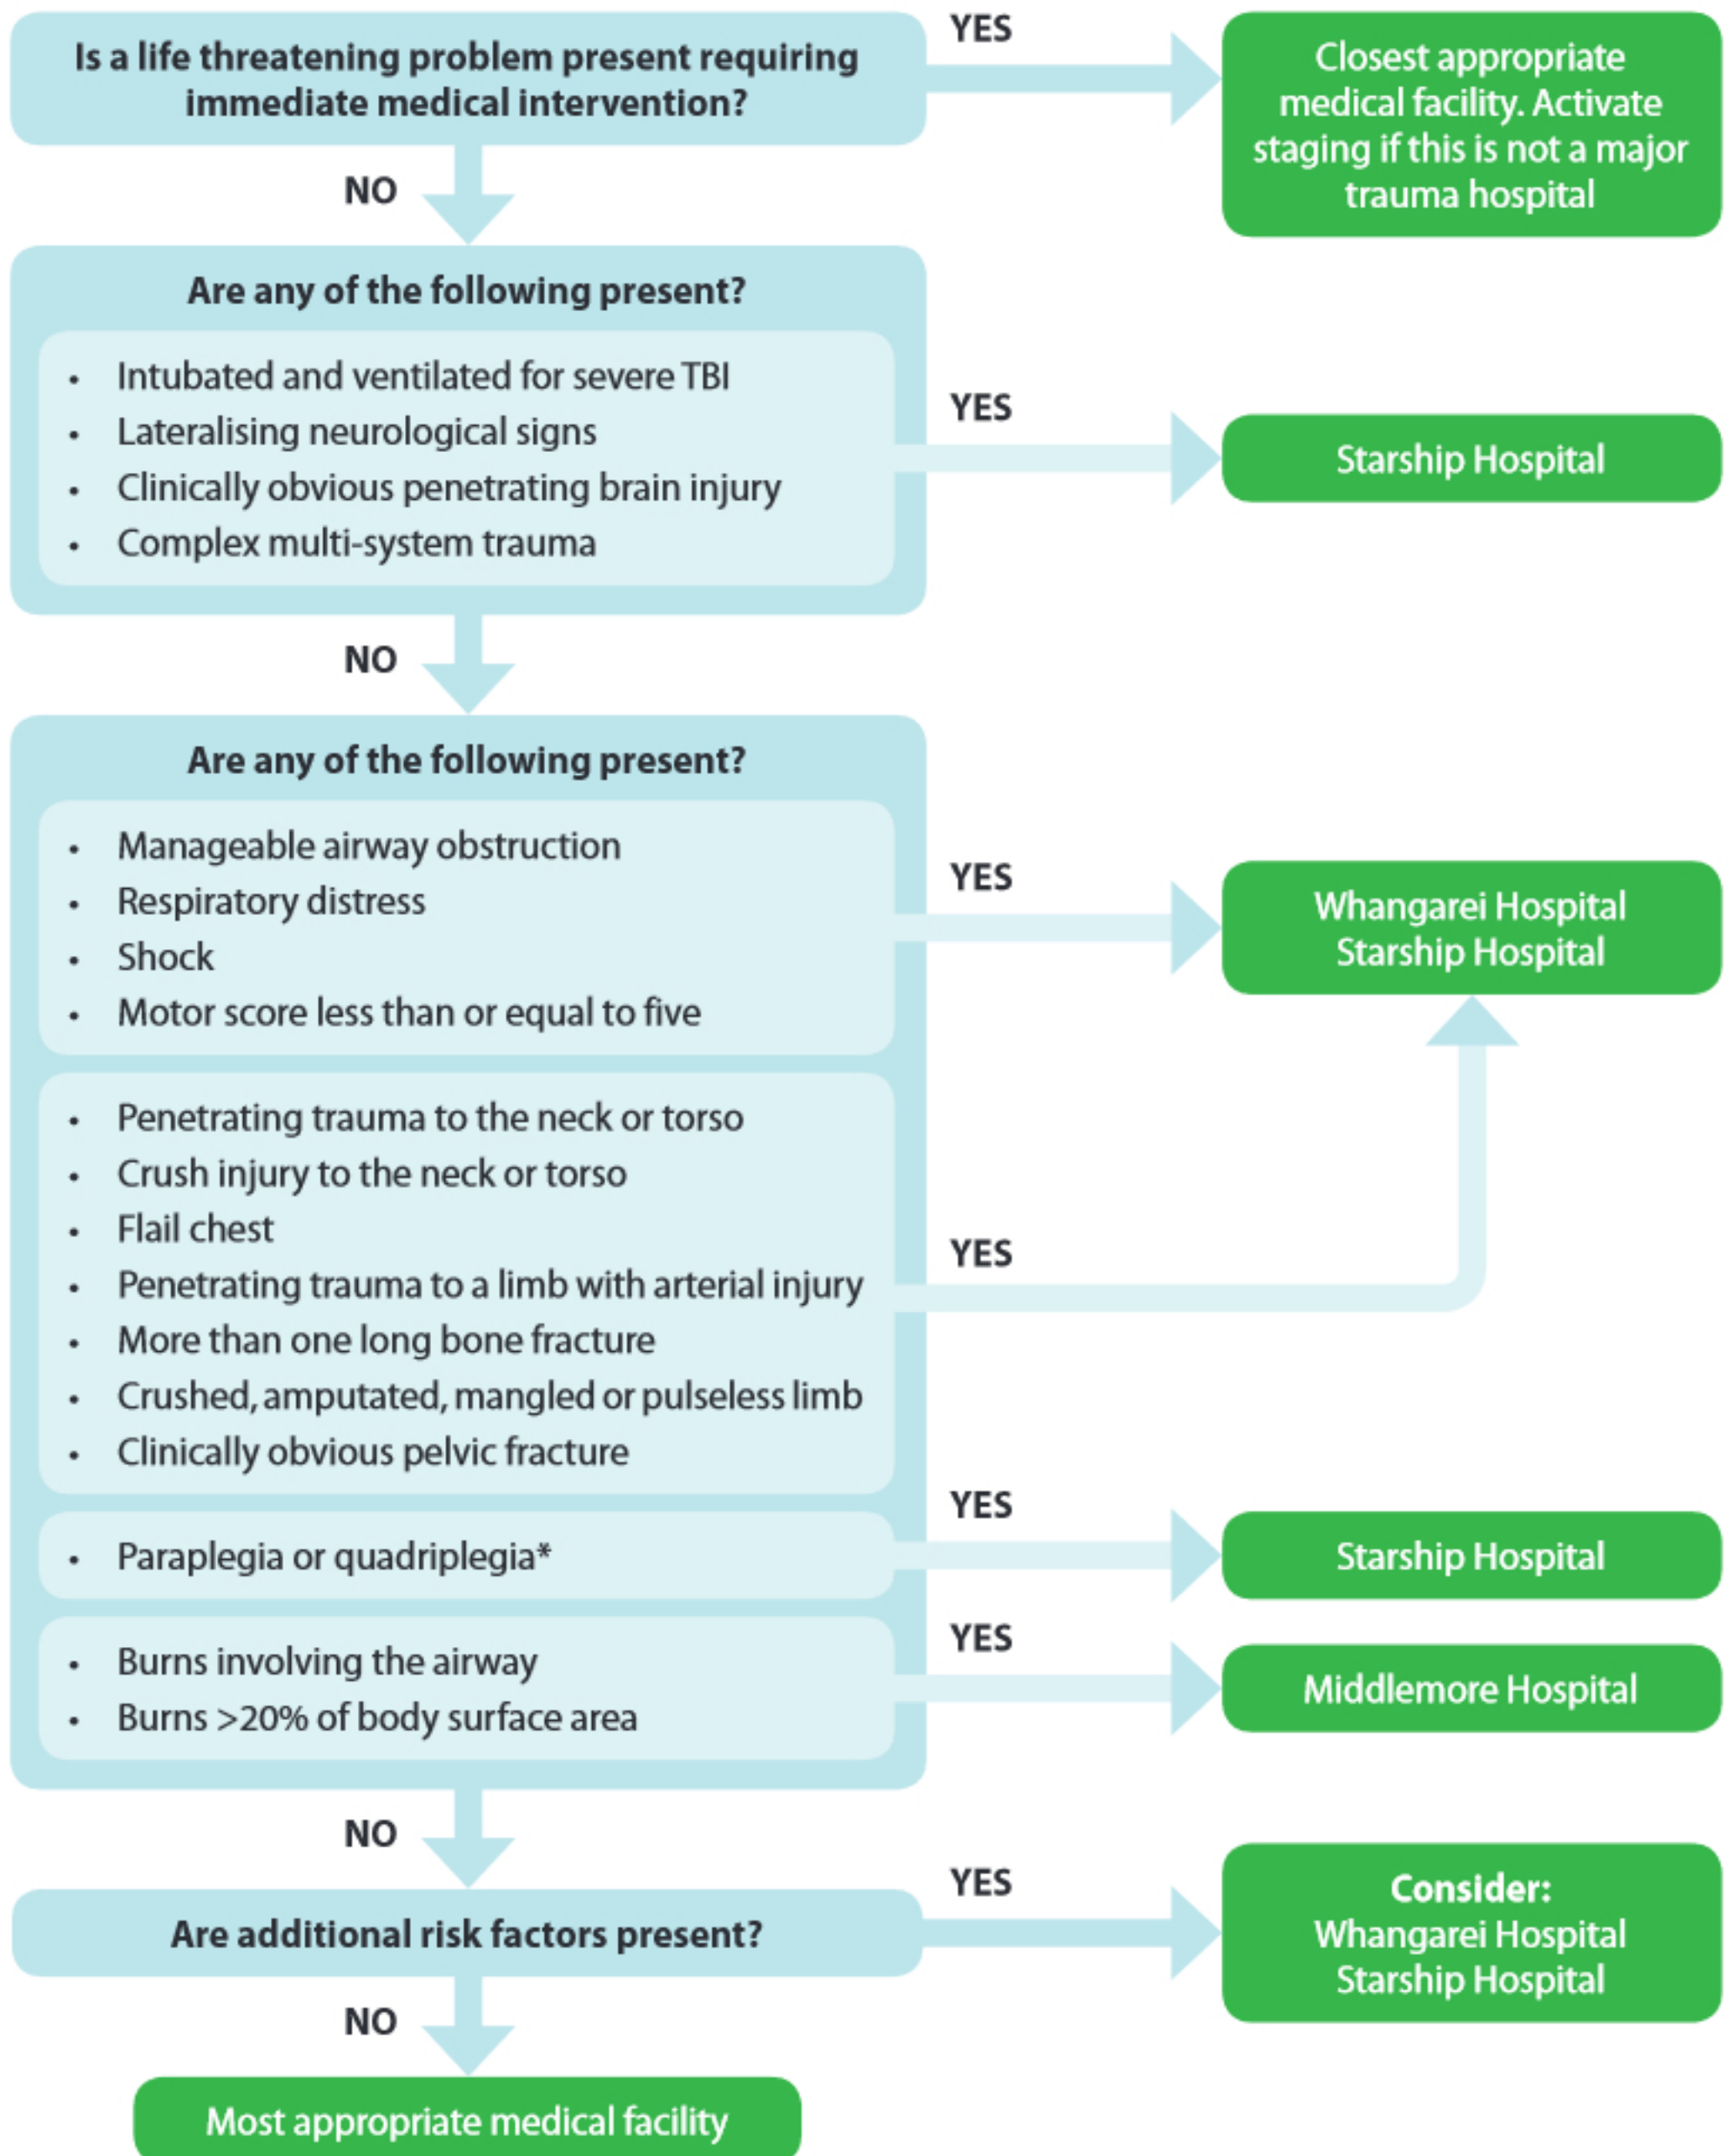 Is a life threatening problem present requiring
immediate medical intervention?
YES
Closest appropriate
medical facility. Activate
staging if this is not a major
trauma hospital
NO
Are any of the following present?
• Intubated and ventilated for severe TBI
• Lateralising neurological signs
• Clinically obvious penetrating brain injury
• Complex multi-system trauma
YES
Starship Hospital
NO
Are any of the following present?
• Manageable airway obstruction
• Respiratory distress
• Shock
• Motor score less than or equal to five
YES
Whangarei Hospital
Starship Hospital
• Penetrating trauma to the neck or torso
• Crush injury to the neck or torso
• Flail chest
• Penetrating trauma to a limb with arterial injury
• More than one long bone fracture
• Crushed, amputated, mangled or pulseless limb
• Clinically obvious pelvic fracture
YES
• Paraplegia or quadriplegia*
YES
Starship Hospital
• Burns involving the airway
• Burns >20% of body surface area
YES
Middlemore Hospital
NO
Are additional risk factors present?
YES
Consider:
Whangarei Hospital
Starship Hospital
NO
Most appropriate medical facility